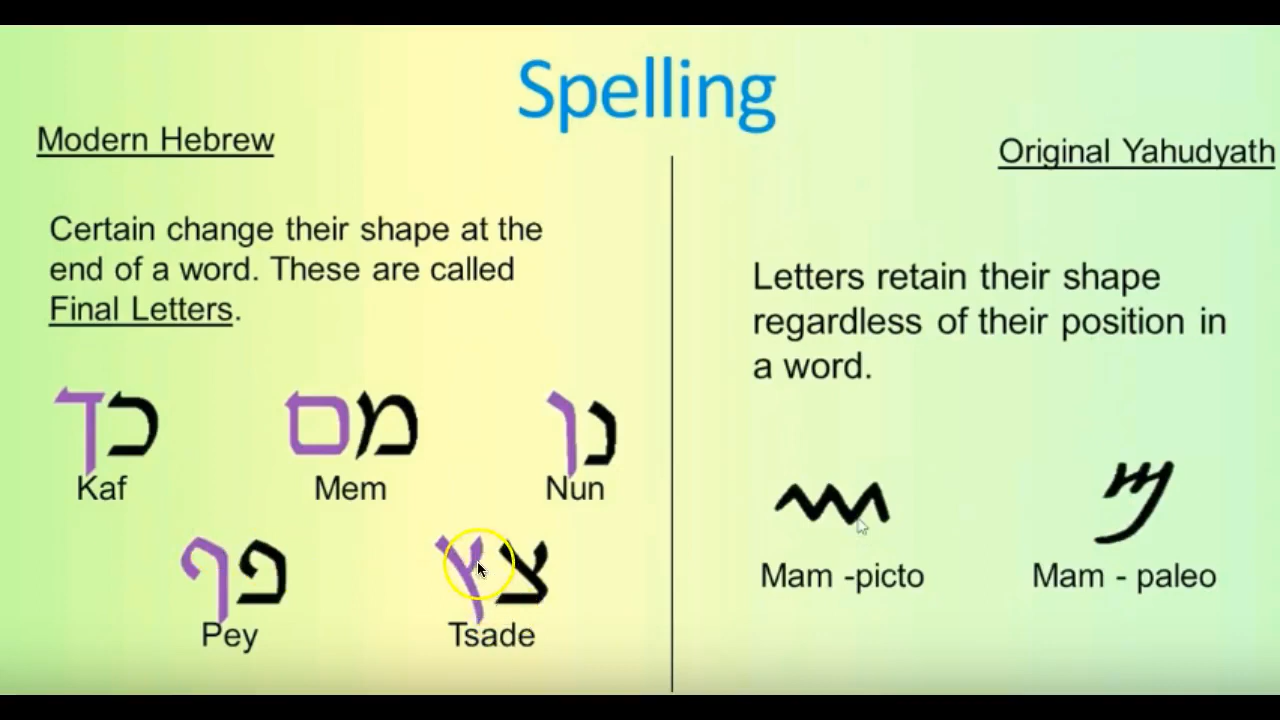 Spelling
Modern Hebrew
Certain change their shape at the
end of a word. These are called
Final Letters.
כך
מם
נן
Kaf
Mem
Nun
פף
צץ
Pey
Tsade
Original Yahudyath
Letters retain their shape
regardless of their position in
a word.
Mam -picto
Mam - paleo